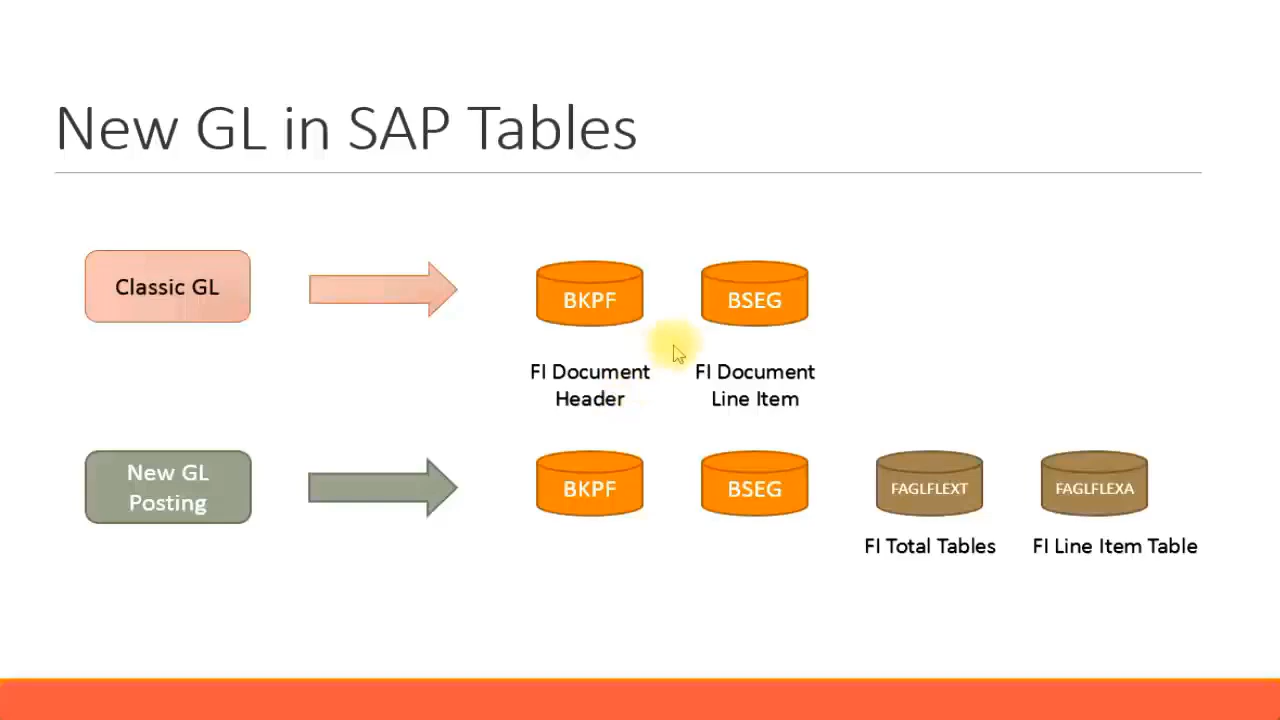 New GL in SAP Tables
Classic GL
BKPF
BSEG
FI Document
Header
FI Document
Line Item
New GL
Posting
BKPF
BSEG
FAGLFLEXT
FAGLFLEXA
FI Total Tables
FI Line Item Table